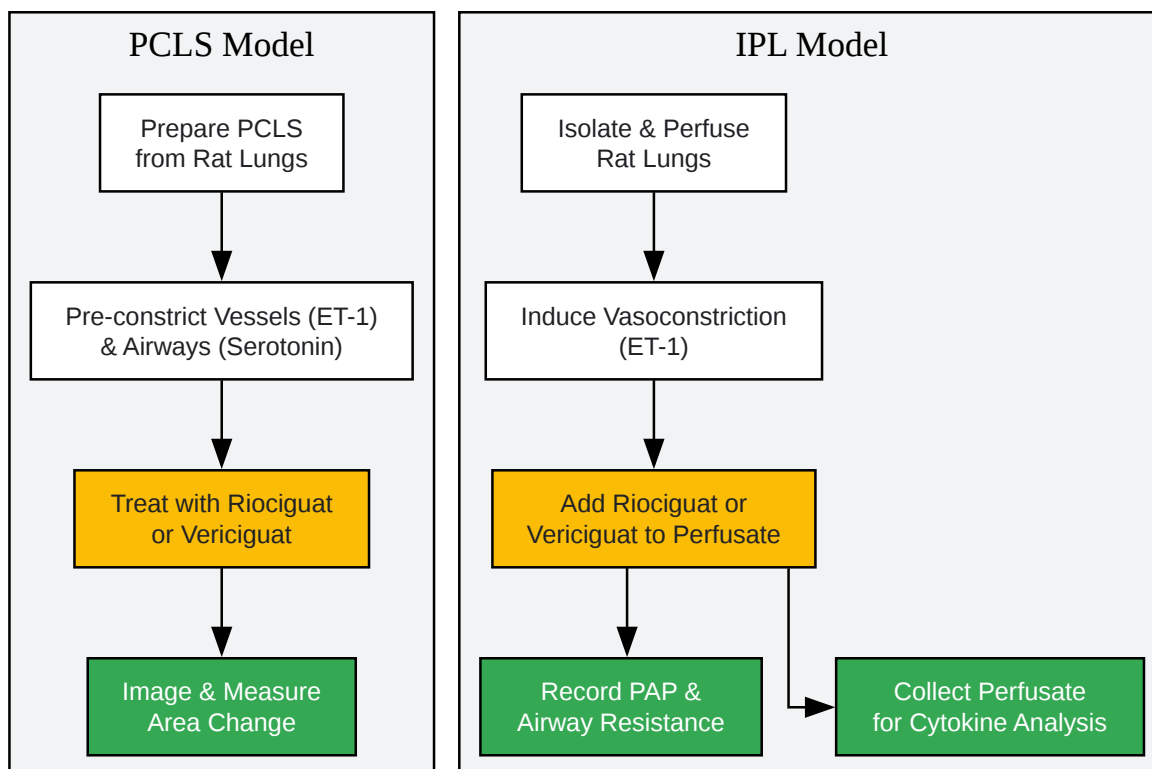 PCLS Model
Prepare PCLS
from Rat Lungs
Pre-constrict Vessels (ET-1)
& Airways (Serotonin)
Treat with Riociguat
or Vericiguat
Image & Measure
Area Change
IPL Model
Isolate & Perfuse
Rat Lungs
Induce Vasoconstriction
(ET-1)
Add Riociguat or
Vericiguat to Perfusate
Record PAP &
Airway Resistance
Collect Perfusate
for Cytokine Analysis